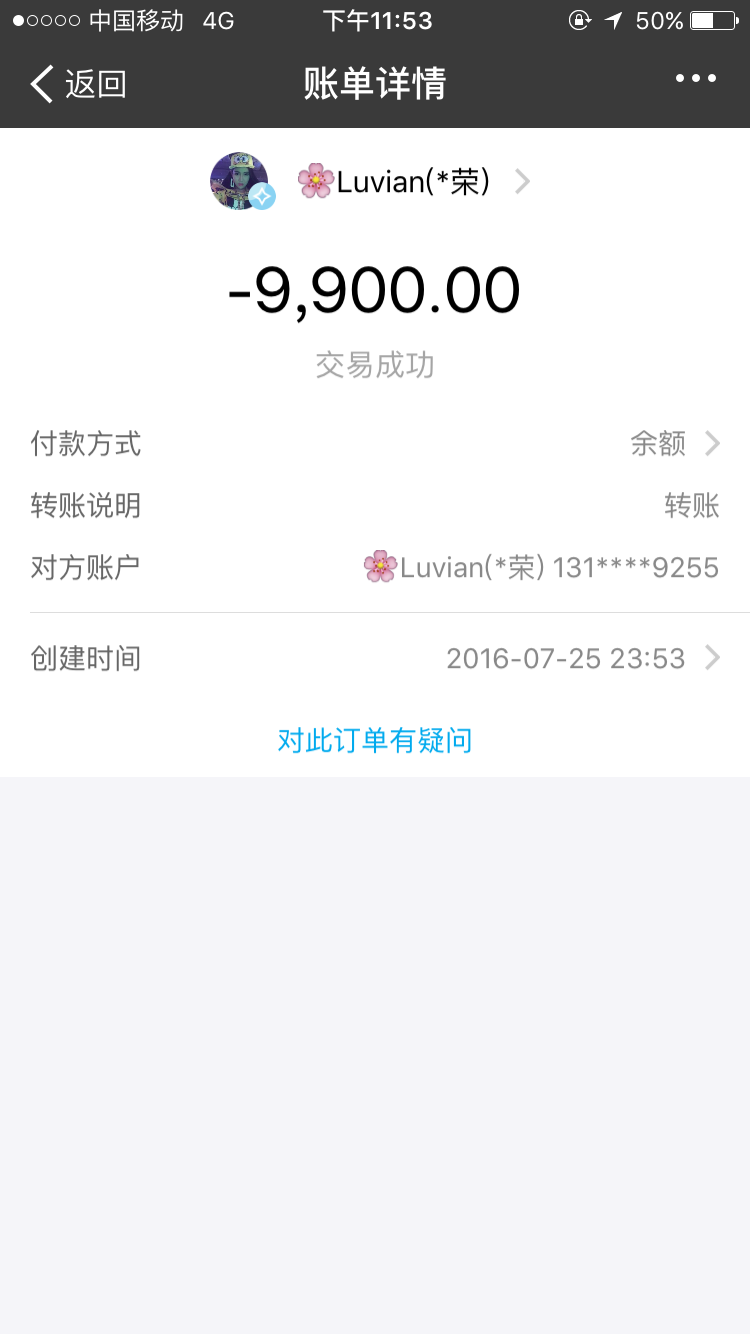 中国移动 4G 下午11:53 50%
返回 账单详情
🌸Luvian(*荣)
-9,900.00
交易成功
付款方式 余额
转账说明 转账
对方账户 🌸Luvian(*荣) 131****9255
创建时间 2016-07-25 23:53
对此订单有疑问